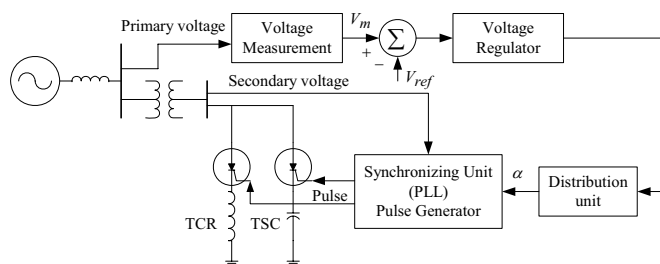 Primary voltage
Voltage
Measurement
Vm
+
−
Σ
Vref
Voltage
Regulator
Secondary voltage
Synchronizing Unit
(PLL)
Pulse Generator
α
Distribution
unit
Pulse
TCR
TSC